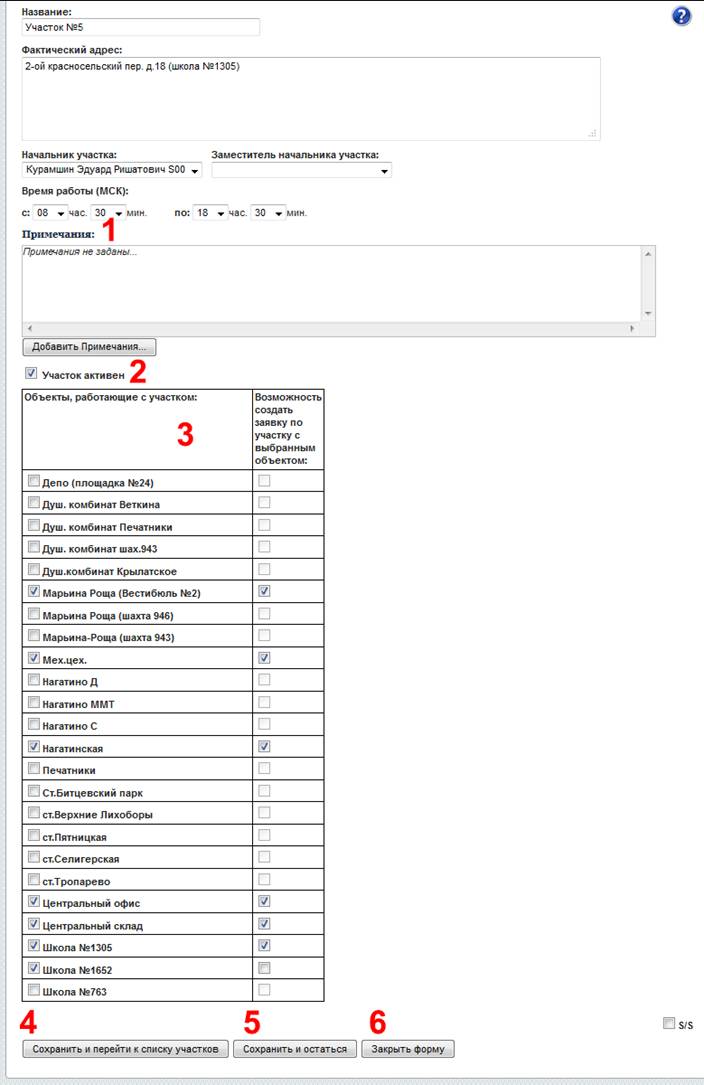 Название:
?
Участок №5
Фактический адрес:
2-ой красносельский пер. д.18 (школа №1305)
Начальник участка: Заместитель начальника участка:
Курамшин Эдуард Ришатович S00
Время работы (МСК):
с: 08 час. 30 мин. по: 18 час. 30 мин.
1
Примечания:
Примечания не заданы...
Добавить Примечания...
Участок активен 2
Объекты, работающие с участком: Возможность
создать
заявку по
3 участку с
выбранным
объектом:
Депо (площадка №24)
Душ. комбинат Веткина
Душ. комбинат Печатники
Душ. комбинат шах.943
Душ.комбинат Крылатское
Марьина Роща (Вестибюль №2)
Марьина Роща (шахта 946)
Марьина-Роща (шахта 943)
Мех.цех.
Нагатино Д
Нагатино ММТ
Нагатино С
Нагатинская
Печатники
Ст.Битцевский парк
ст.Верхние Лихоборы
ст.Пятницкая
ст.Селигерская
ст.Тропарево
Центральный офис
Центральный склад
Школа №1305
Школа №1652
Школа №763
4 5 6
S/S
Сохранить и перейти к списку участков Сохранить и остаться Закрыть форму